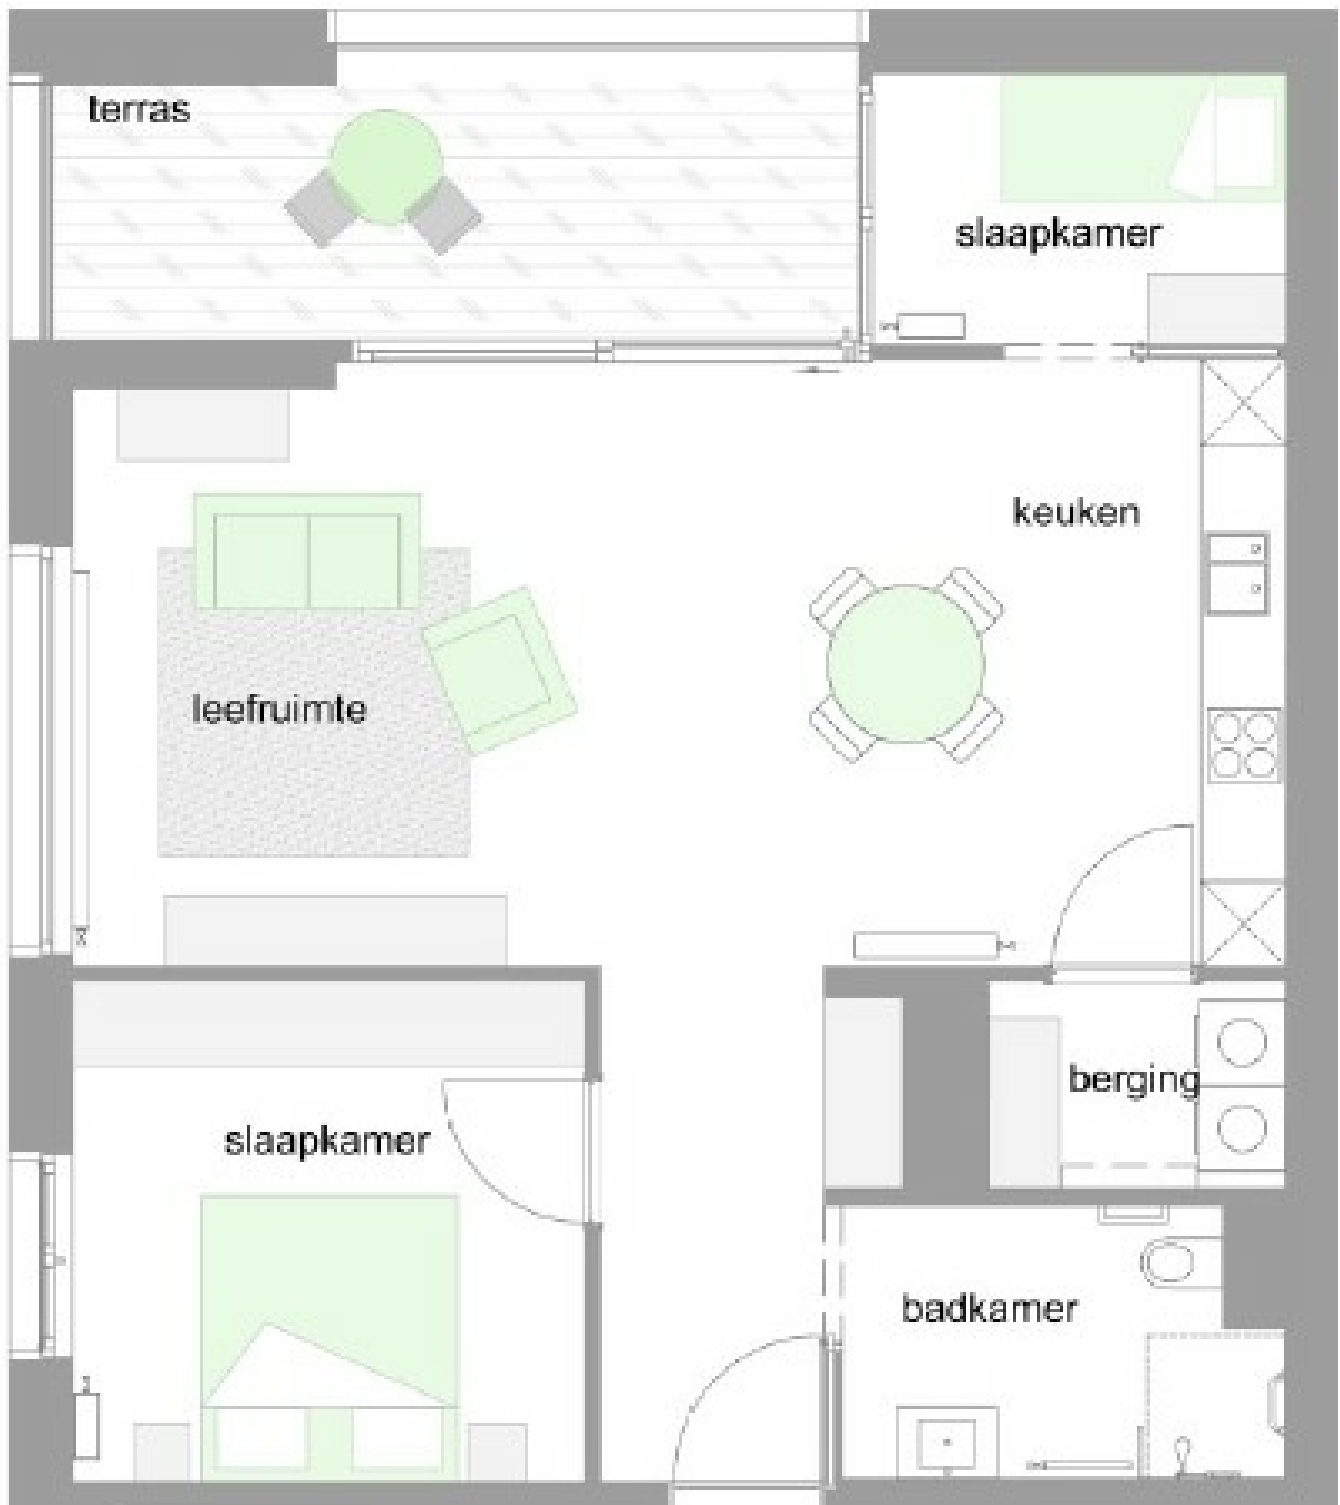 terras
slaapkamer
keuken
leefruimte
berging
slaapkamer
badkamer